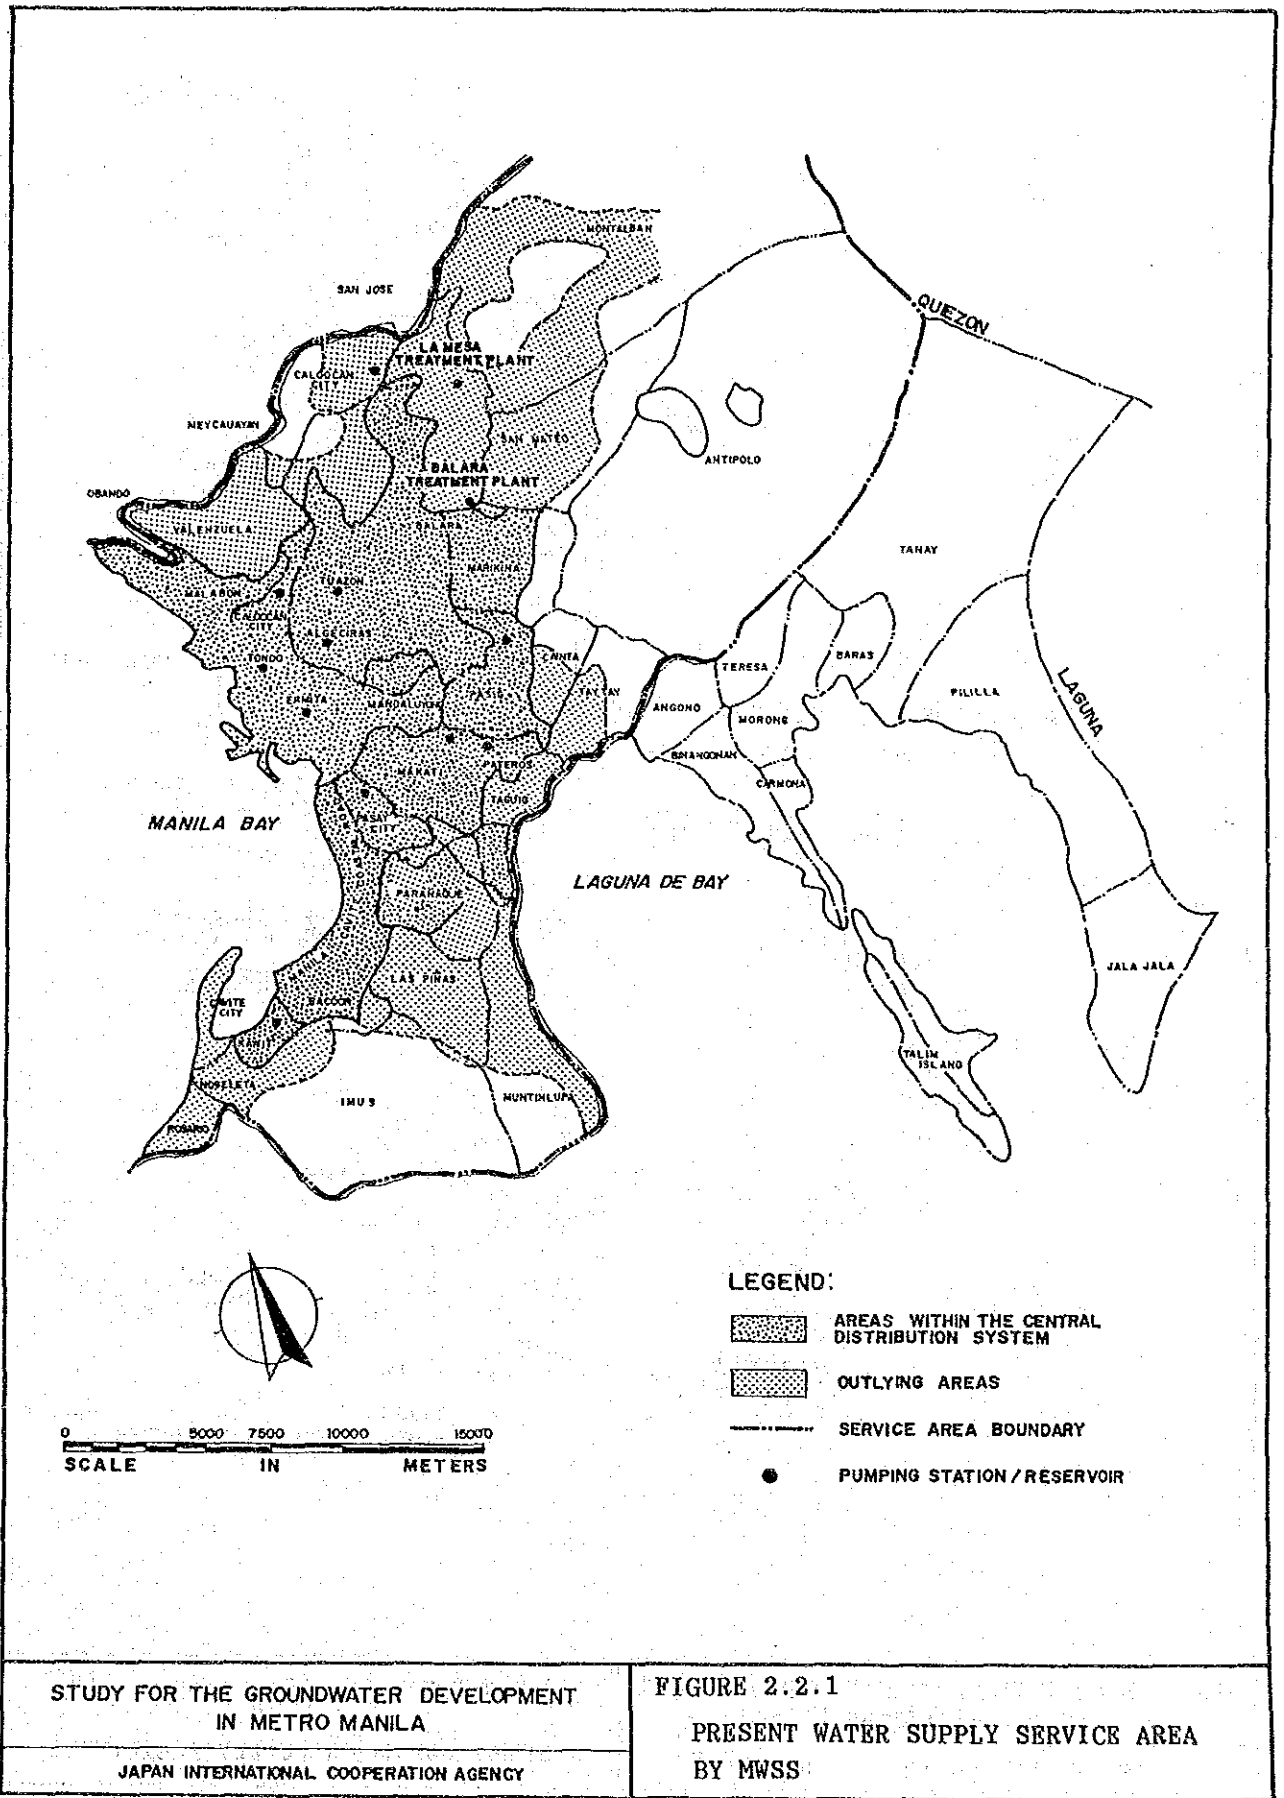 MONTALBAN
SAN JOSE
QUEZON
LA MESA
TREATMENT PLANT
CALOOCAN
CITY
MEYCAUAYAN
SAN MATEO
ANTIPOLO
BALARA
TREATMENT PLANT
OBANDO
VALENZUELA
BALARA
TANAY
MARIKINA
MALABON
TUAZON
CALOOCAN
CITY
ALGECIRAS
TONDO
CAINTA
TERESA
BARAS
ERMITA
MANDALUYONG
PASIG
TAYTAY
ANGONO
MORONG
PILILLA
LAGUNA
BINANGONAN
MAKATI
PATEROS
CARMONA
TAGUIG
PASAY
CITY
MANILA BAY
LAGUNA DE BAY
PARANAQUE
LAS PIÑAS
JALA JALA
CAVITE
CITY
BACOOR
KAWIT
TALIM
ISLAND
NOVELETA
IMUS
MUNTINLUPA
ROSARIO
LEGEND:
AREAS WITHIN THE CENTRAL
DISTRIBUTION SYSTEM
OUTLYING AREAS
SERVICE AREA BOUNDARY
PUMPING STATION / RESERVOIR
0 5000 7500 10000 15000
SCALE IN METERS
STUDY FOR THE GROUNDWATER DEVELOPMENT
IN METRO MANILA
JAPAN INTERNATIONAL COOPERATION AGENCY
FIGURE 2.2.1
PRESENT WATER SUPPLY SERVICE AREA
BY MWSS